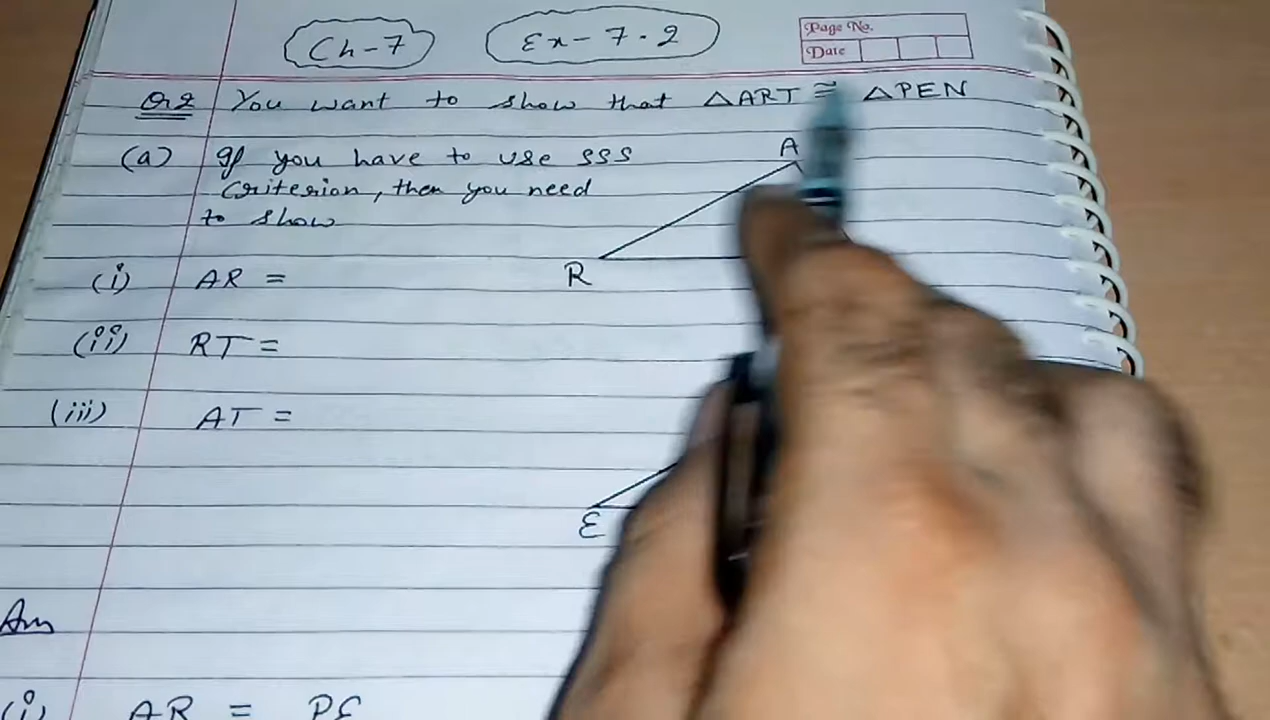 Ch-7
Ex-7.2
Page No.
Date
Q.2 You want to show that △ART ≅ △PEN
(a) If you have to use SSS
criterion, then you need
to show
A
R
(i) AR =
(ii) RT =
(iii) AT =
E
Ans
(i) AR = PE